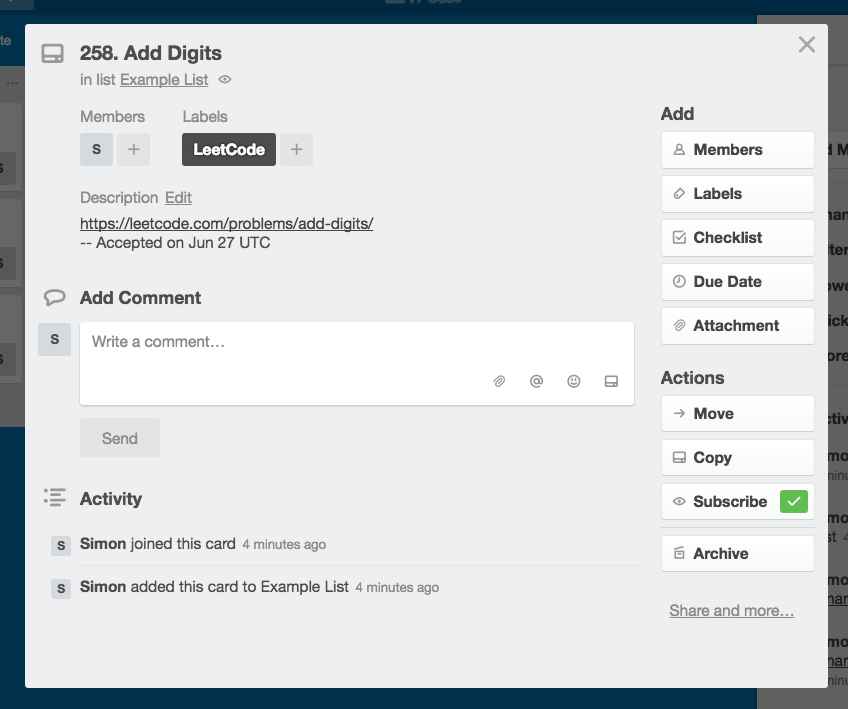 258. Add Digits
in list Example List
Members
Labels
S
+
LeetCode
+
Description Edit
https://leetcode.com/problems/add-digits/
-- Accepted on Jun 27 UTC
Add Comment
S
Write a comment…
@
Send
Activity
S Simon joined this card 4 minutes ago
S Simon added this card to Example List 4 minutes ago
Add
Members
Labels
Checklist
Due Date
Attachment
Actions
Move
Copy
Subscribe
Archive
Share and more…